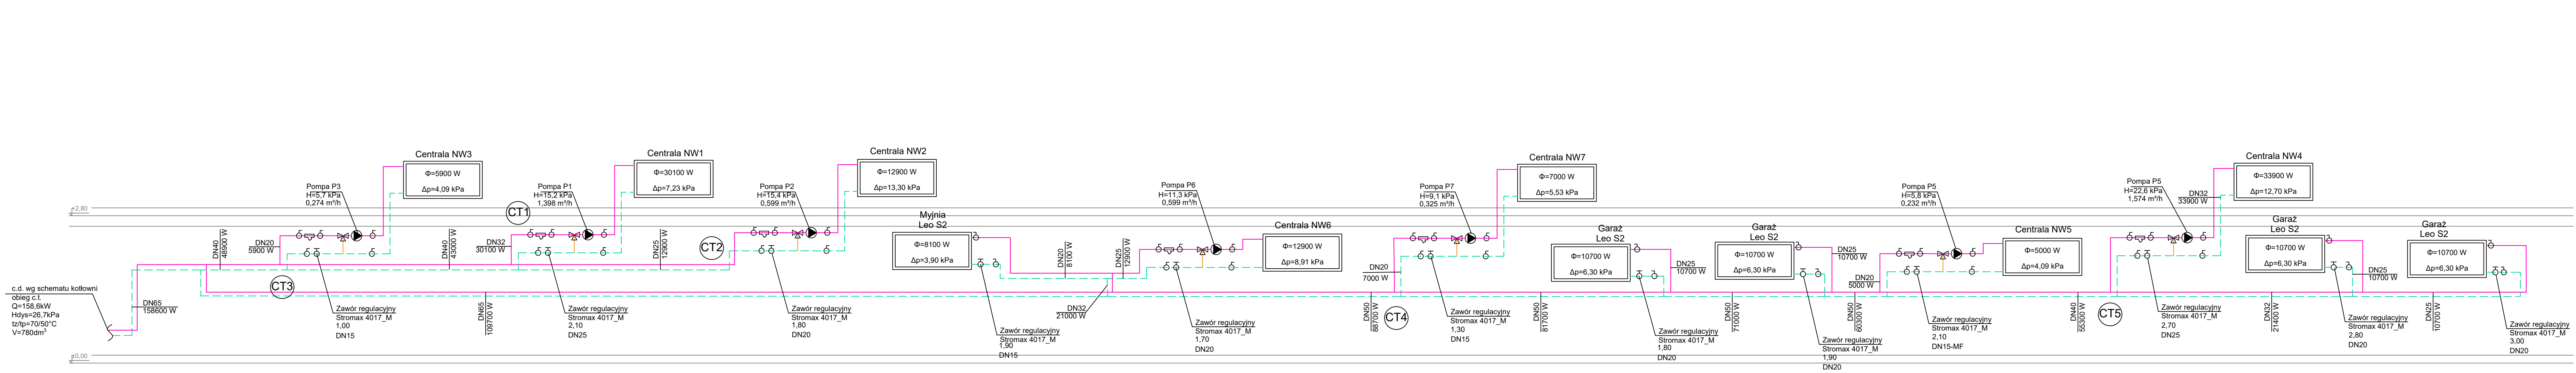 c.d. wg schematu kotłowni
obieg c.t.
Q=158,6kW
Hdys=26,7kPa
tz/tp=70/50°C
V=780dm³
+2,80
±0,00
DN65
158600 W
DN40
48900 W
DN20
5900 W
CT3
Pompa P3
H=5,7 kPa
0,274 m³/h
Centrala NW3
Φ=5900 W
Δp=4,09 kPa
Zawór regulacyjny
Stromax 4017_M
1,00
DN15
DN40
43000 W
DN65
109700 W
CT1
DN32
30100 W
Pompa P1
H=15,2 kPa
1,398 m³/h
Centrala NW1
Φ=30100 W
Δp=7,23 kPa
Zawór regulacyjny
Stromax 4017_M
2,10
DN25
DN25
12900 W
CT2
Pompa P2
H=15,4 kPa
0,599 m³/h
Centrala NW2
Φ=12900 W
Δp=13,30 kPa
Zawór regulacyjny
Stromax 4017_M
1,80
DN20
Myjnia
Leo S2
Φ=8100 W
Δp=3,90 kPa
Zawór regulacyjny
Stromax 4017_M
1,90
DN15
DN20
8100 W
DN32
21000 W
DN25
12900 W
Pompa P6
H=11,3 kPa
0,599 m³/h
Centrala NW6
Φ=12900 W
Δp=8,91 kPa
Zawór regulacyjny
Stromax 4017_M
1,70
DN20
DN20
7000 W
DN50
88700 W
CT4
Pompa P7
H=9,1 kPa
0,325 m³/h
Centrala NW7
Φ=7000 W
Δp=5,53 kPa
Zawór regulacyjny
Stromax 4017_M
1,30
DN15
DN50
81700 W
Garaż
Leo S2
Φ=10700 W
Δp=6,30 kPa
DN25
10700 W
Zawór regulacyjny
Stromax 4017_M
1,80
DN20
DN50
71000 W
Garaż
Leo S2
Φ=10700 W
Δp=6,30 kPa
DN25
10700 W
Zawór regulacyjny
Stromax 4017_M
1,90
DN20
DN50
60300 W
DN20
5000 W
Pompa P5
H=5,8 kPa
0,232 m³/h
Centrala NW5
Φ=5000 W
Δp=4,09 kPa
Zawór regulacyjny
Stromax 4017_M
2,10
DN15-MF
DN40
55300 W
CT5
Pompa P5
H=22,6 kPa
1,574 m³/h
DN32
33900 W
Centrala NW4
Φ=33900 W
Δp=12,70 kPa
Zawór regulacyjny
Stromax 4017_M
2,70
DN25
DN32
21400 W
Garaż
Leo S2
Φ=10700 W
Δp=6,30 kPa
DN25
10700 W
Zawór regulacyjny
Stromax 4017_M
2,80
DN20
DN25
10700 W
Garaż
Leo S2
Φ=10700 W
Δp=6,30 kPa
Zawór regulacyjny
Stromax 4017_M
3,00
DN20